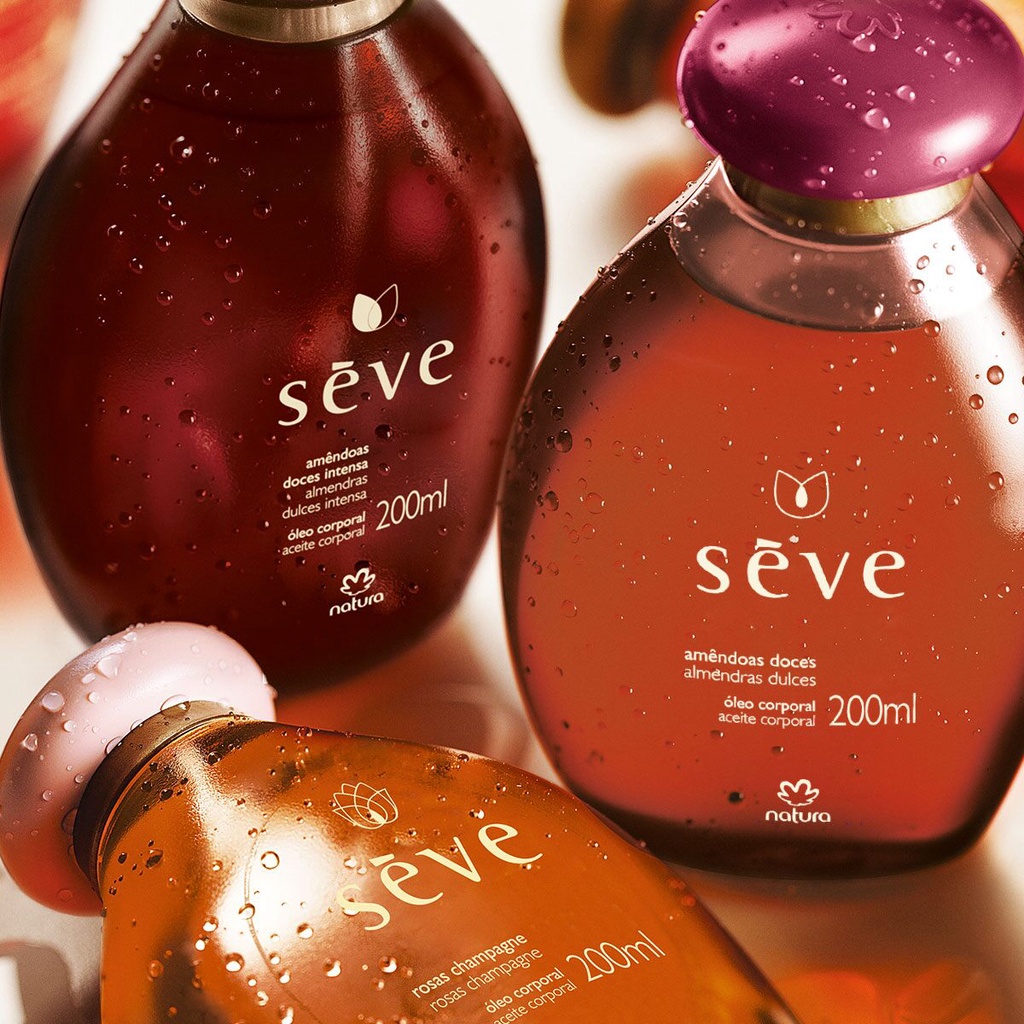 sēve
amêndoas
doces intensa
almendras
dulces intensa
óleo corporal
aceite corporal
200ml
natura
sēve
amêndoas doces
almendras dulces
óleo corporal
aceite corporal
200ml
natura
sēve
rosas champagne
rosas champagne
óleo corporal
aceite corporal
200ml